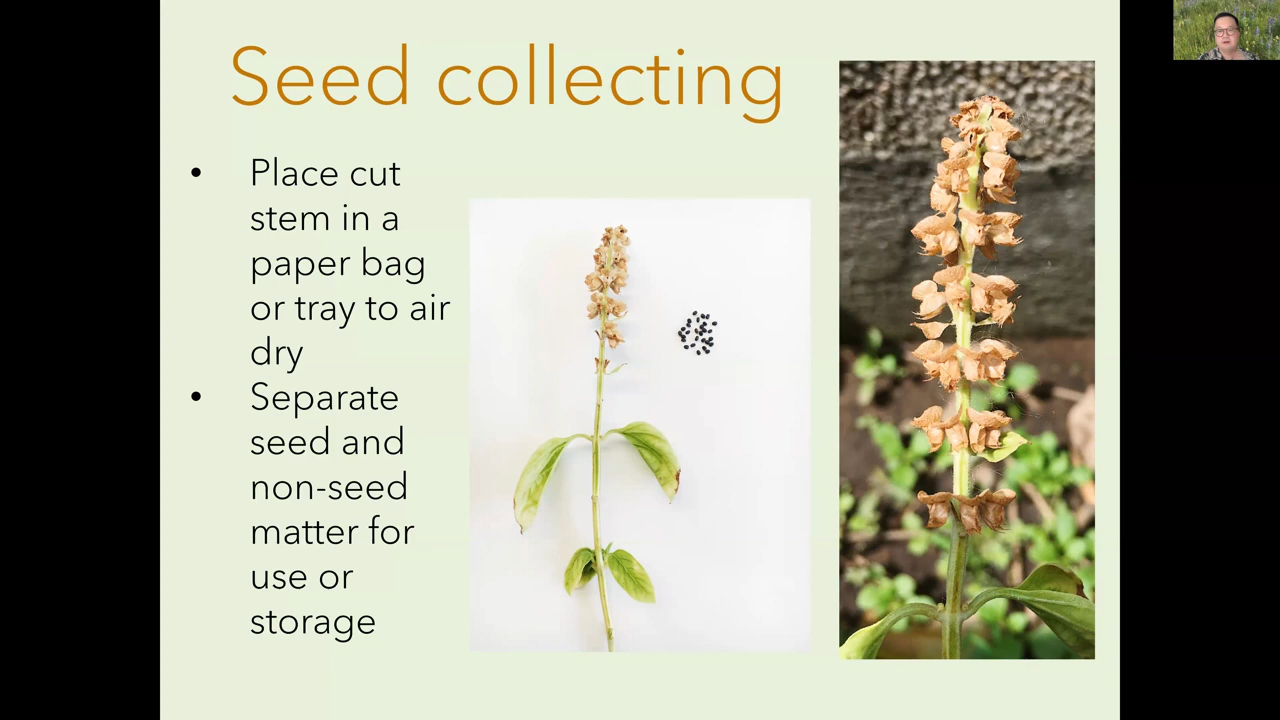 Seed collecting
• Place cut
stem in a
paper bag
or tray to air
dry
• Separate
seed and
non-seed
matter for
use or
storage